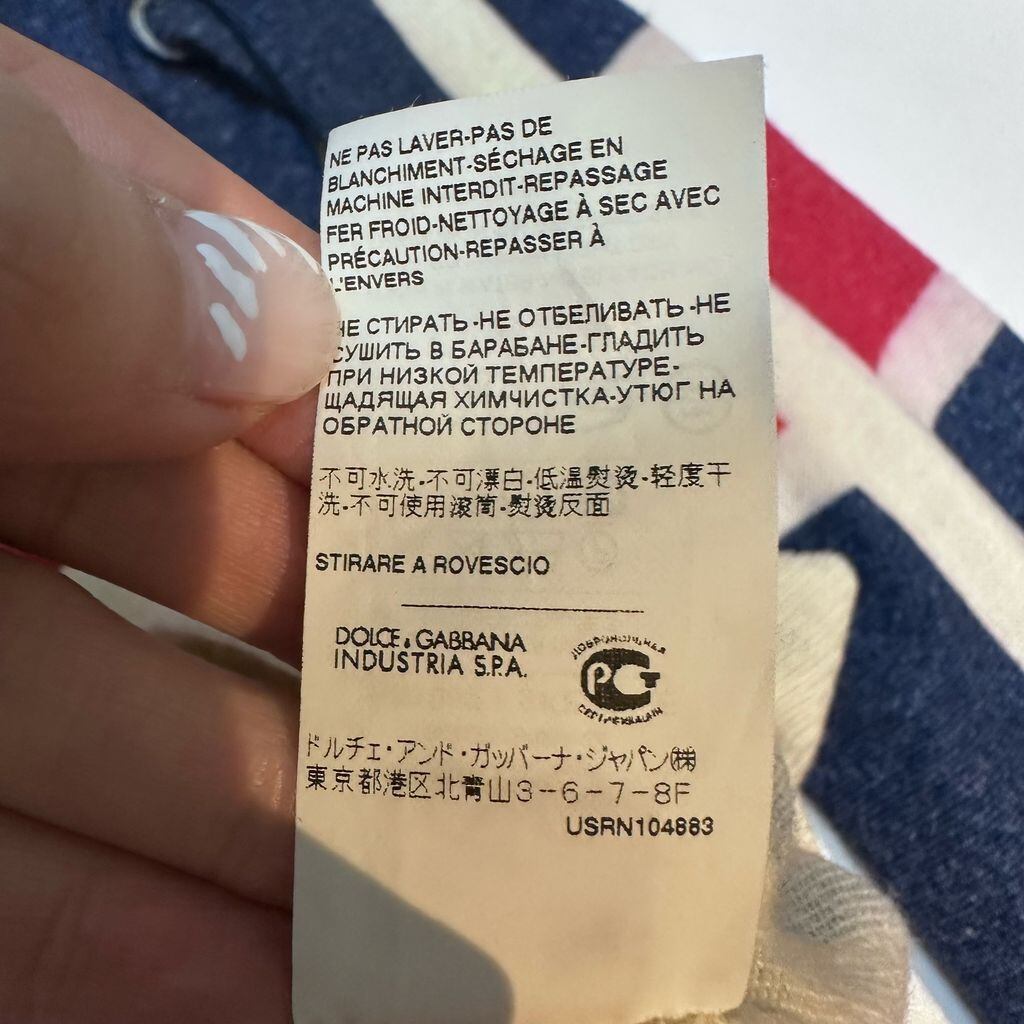 NE PAS LAVER-PAS DE
BLANCHIMENT-SÉCHAGE EN
MACHINE INTERDIT-REPASSAGE
FER FROID-NETTOYAGE À SEC AVEC
PRÉCAUTION-REPASSER À
L'ENVERS
НЕ СТИРАТЬ-НЕ ОТБЕЛИВАТЬ-НЕ
СУШИТЬ В БАРАБАНЕ-ГЛАДИТЬ
ПРИ НИЗКОЙ ТЕМПЕРАТУРЕ-
ЩАДЯЩАЯ ХИМЧИСТКА-УТЮГ НА
ОБРАТНОЙ СТОРОНЕ
不可水洗-不可漂白-低温熨烫-轻度干
洗-不可使用滚筒-熨烫反面
STIRARE A ROVESCIO
DOLCE & GABBANA
INDUSTRIA S.P.A.
ДОБРОВОЛЬНАЯ
РСТ
СЕРТИФИКАЦИЯ
ドルチェ・アンド・ガッバーナ・ジャパン㈱
東京都港区北青山3-6-7-8F
USRN104883